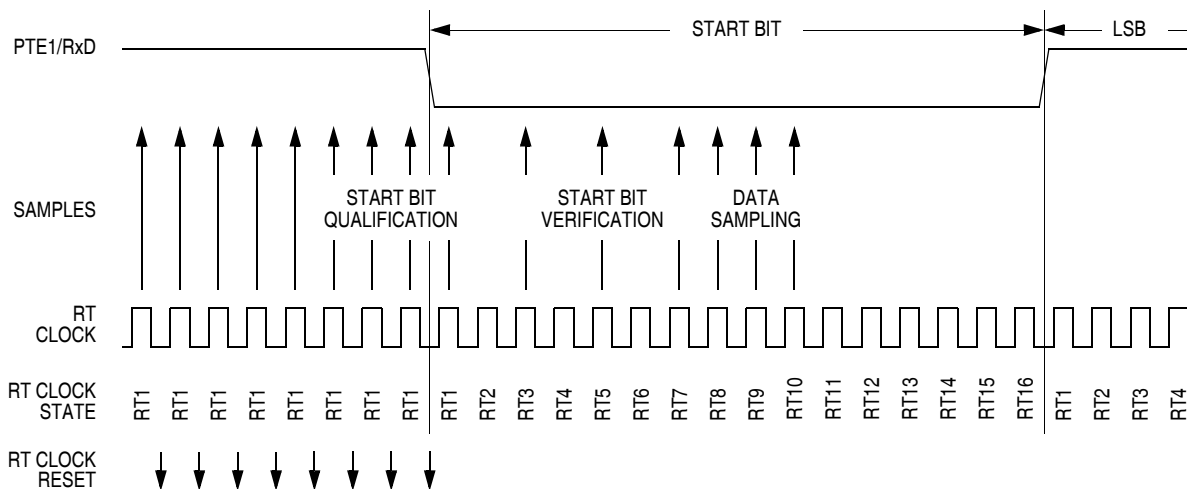 START BIT
LSB
PTE1/RxD
SAMPLES
START BIT
QUALIFICATION
START BIT
VERIFICATION
DATA
SAMPLING
RT
CLOCK
RT CLOCK
STATE
RT1 RT1 RT1 RT1 RT1 RT1 RT1 RT1 RT1 RT2 RT3 RT4 RT5 RT6 RT7 RT8 RT9 RT10 RT11 RT12 RT13 RT14 RT15 RT16 RT1 RT2 RT3 RT4
RT CLOCK
RESET